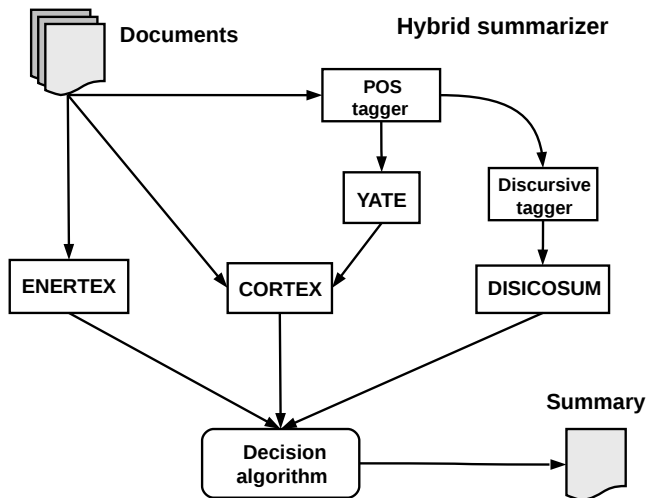 Documents
Hybrid summarizer
POS
tagger
YATE
Discursive
tagger
ENERTEX
CORTEX
DISICOSUM
Summary
Decision
algorithm